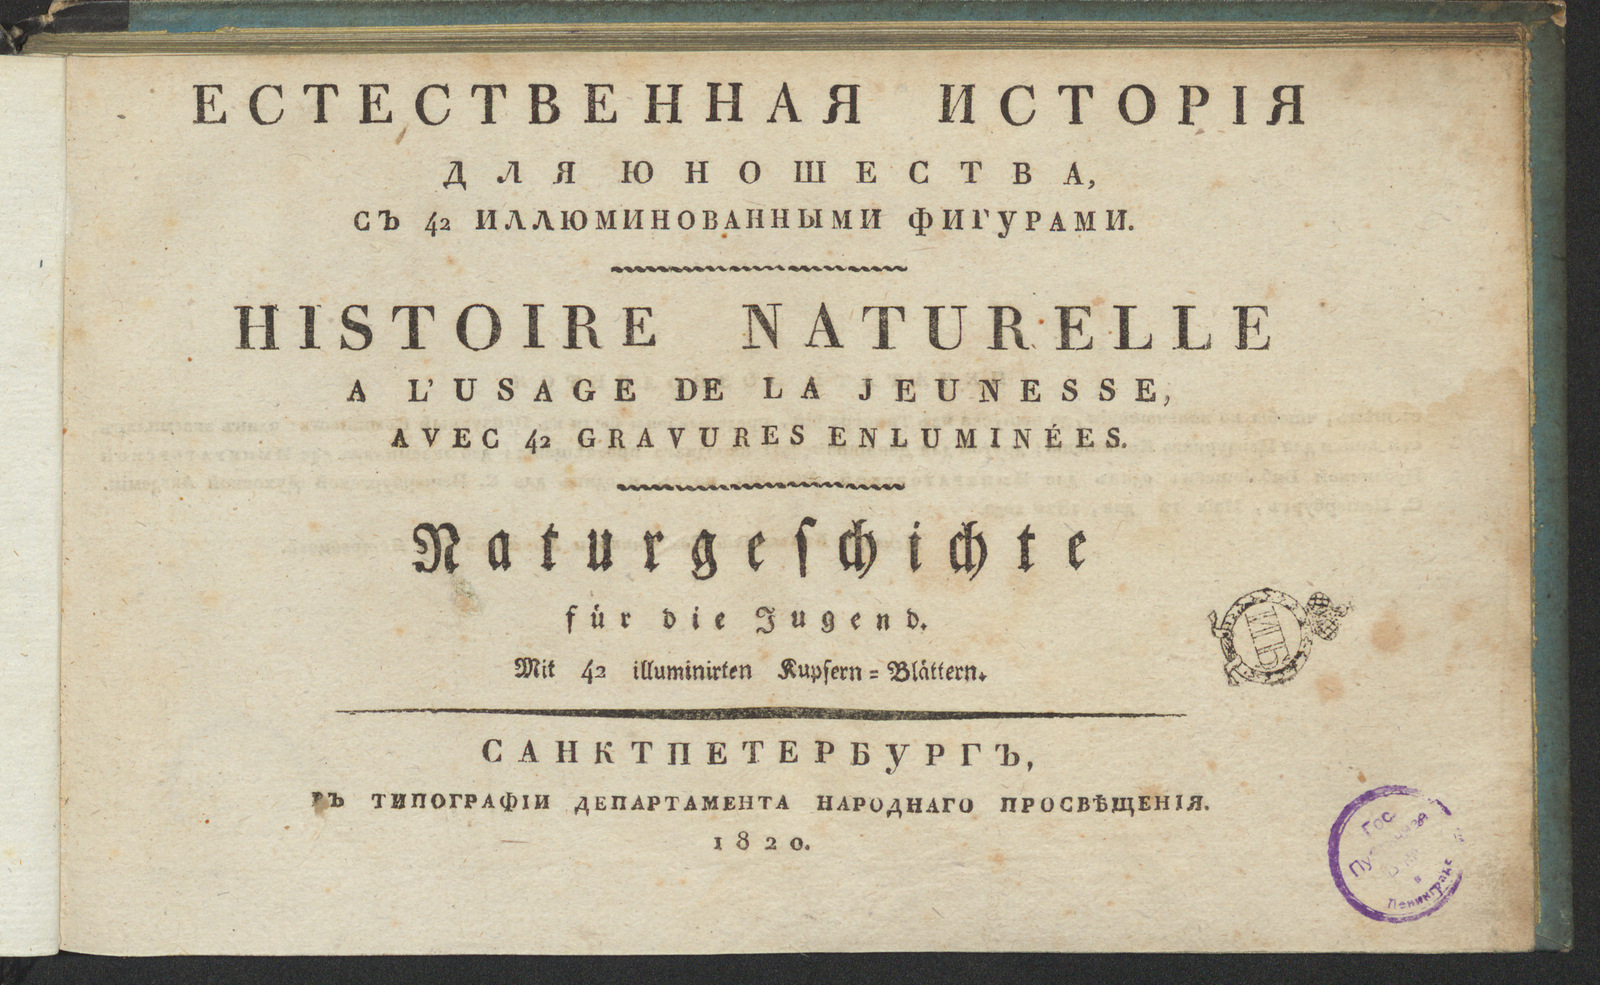 ЕСТЕСТВЕННАЯ ИСТОРІЯ
ДЛЯ ЮНОШЕСТВА,
СЪ 42 ИЛЛЮМИНОВАННЫМИ ФИГУРАМИ.
HISTOIRE NATURELLE
A L'USAGE DE LA JEUNESSE,
AVEC 42 GRAVURES ENLUMINÉES.
Naturgeschichte
für die Jugend.
Mit 42 illuminirten Kupfern=Blättern.
САНКТПЕТЕРБУРГЪ,
ВЪ ТИПОГРАФІИ ДЕПАРТАМЕНТА НАРОДНАГО ПРОСВѢЩЕНІЯ.
1820.
Гос.
в